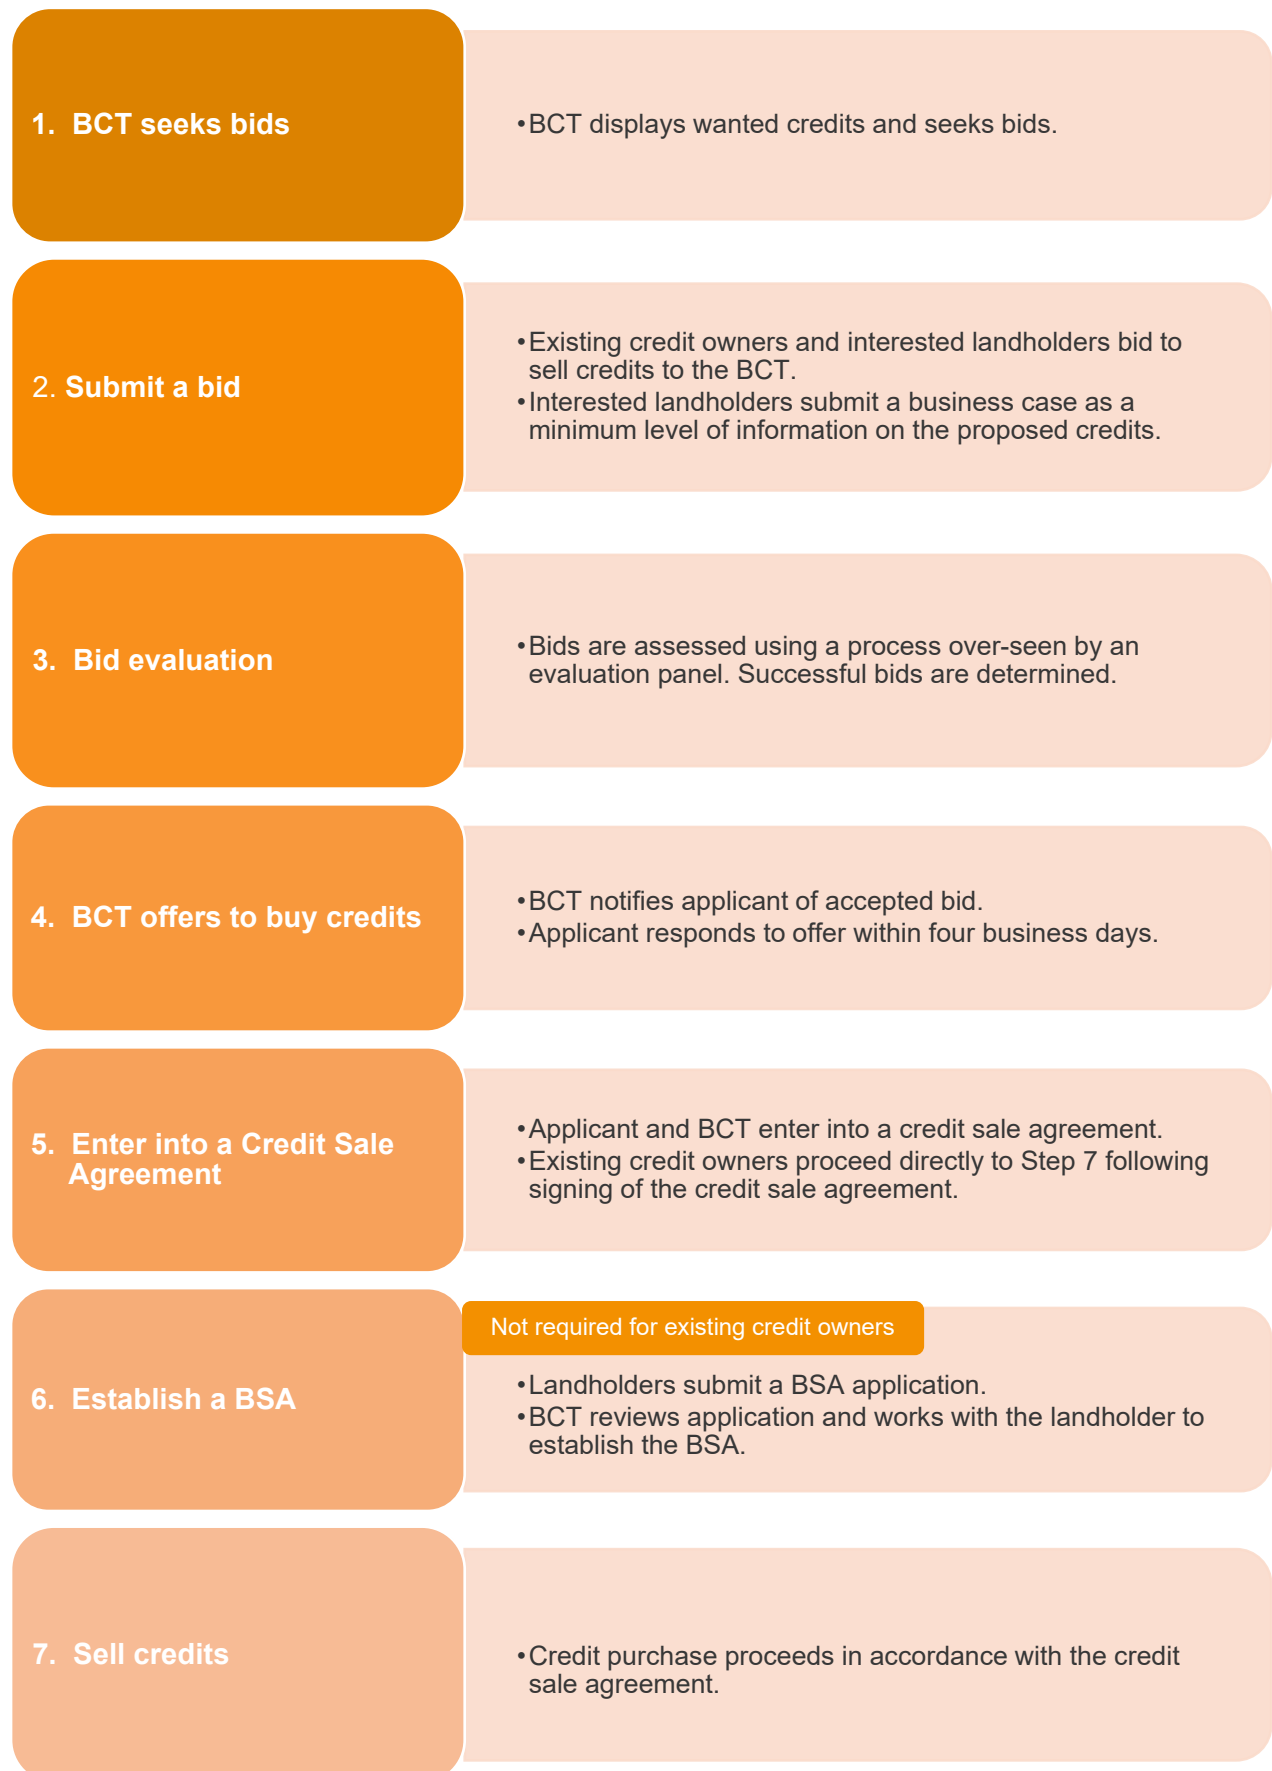 1. BCT seeks bids
•BCT displays wanted credits and seeks bids.
2. Submit a bid
•Existing credit owners and interested landholders bid to
sell credits to the BCT.
•Interested landholders submit a business case as a
minimum level of information on the proposed credits.
3. Bid evaluation
•Bids are assessed using a process over-seen by an
evaluation panel. Successful bids are determined.
4. BCT offers to buy credits
•BCT notifies applicant of accepted bid.
•Applicant responds to offer within four business days.
5. Enter into a Credit Sale
Agreement
•Applicant and BCT enter into a credit sale agreement.
•Existing credit owners proceed directly to Step 7 following
signing of the credit sale agreement.
Not required for existing credit owners
6. Establish a BSA
•Landholders submit a BSA application.
•BCT reviews application and works with the landholder to
establish the BSA.
7. Sell credits
•Credit purchase proceeds in accordance with the credit
sale agreement.